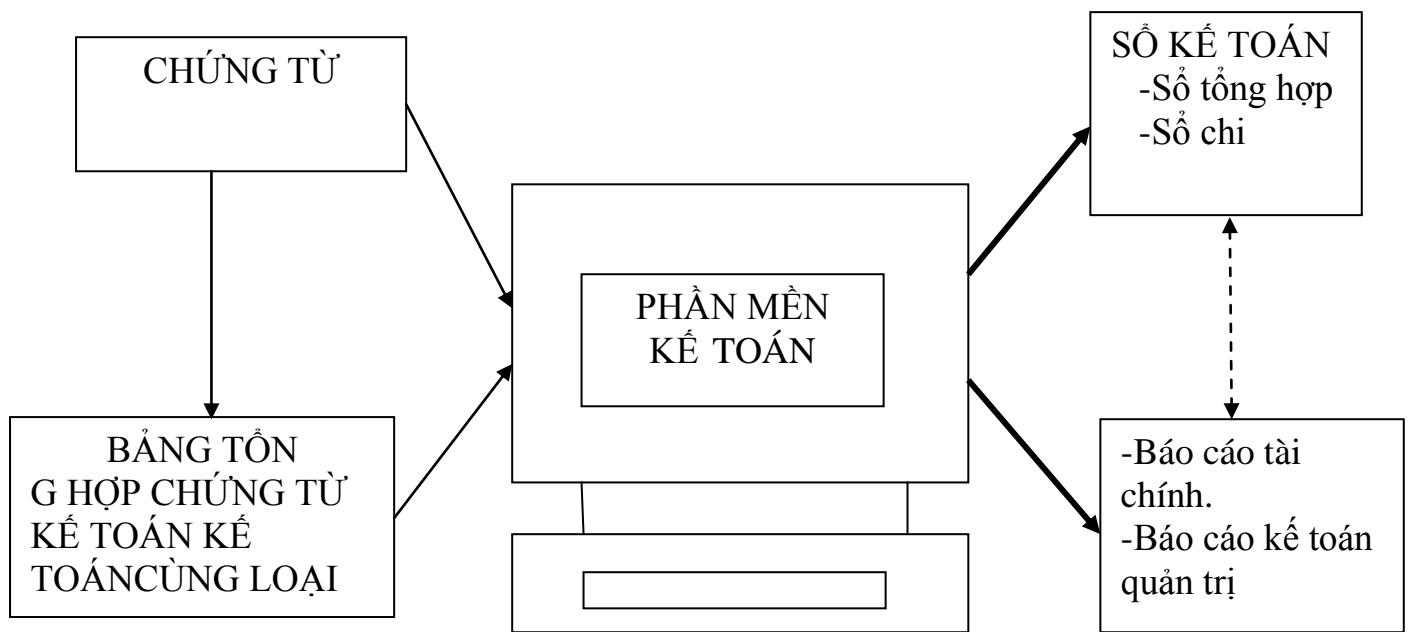 CHỨNG TỪ
BẢNG TỔN
G HỢP CHỨNG TỪ
KẾ TOÁN KẾ
TOÁNCÙNG LOẠI
PHẦN MỀN
KẾ TOÁN
SỔ KẾ TOÁN
-Sổ tổng hợp
-Sổ chi
-Báo cáo tài
chính.
-Báo cáo kế toán
quản trị